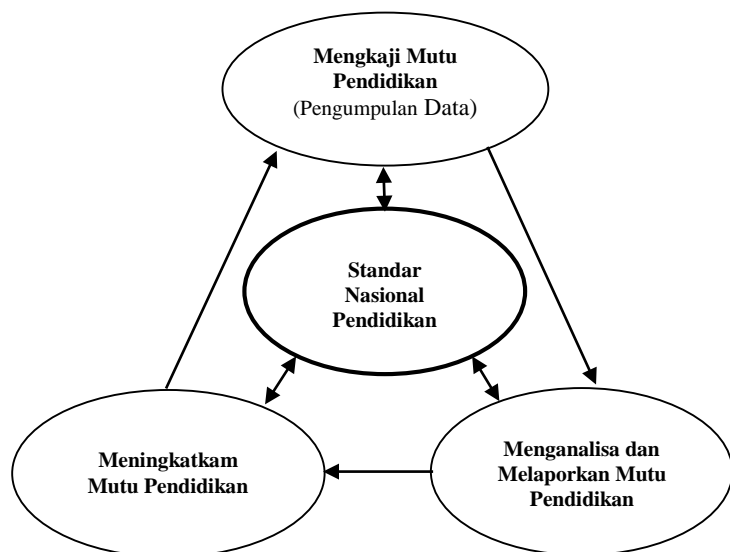 Mengkaji Mutu
Pendidikan
(Pengumpulan Data)
Standar
Nasional
Pendidikan
Meningkatkam
Mutu Pendidikan
Menganalisa dan
Melaporkan Mutu
Pendidikan